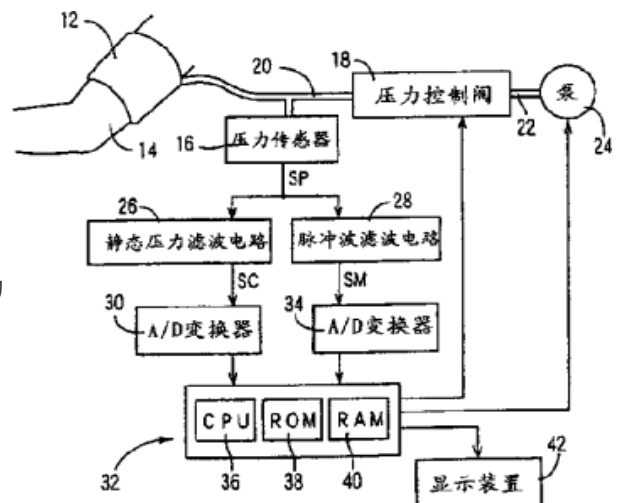 12
18
20
压力控制阀
泵
22
24
14
16
压力传感器
SP
26
28
静态压力滤波电路
脉冲波滤波电路
SC
SM
30
34
A/D变换器
A/D变换器
CPU
ROM
RAM
32
36
38
40
42
显示装置